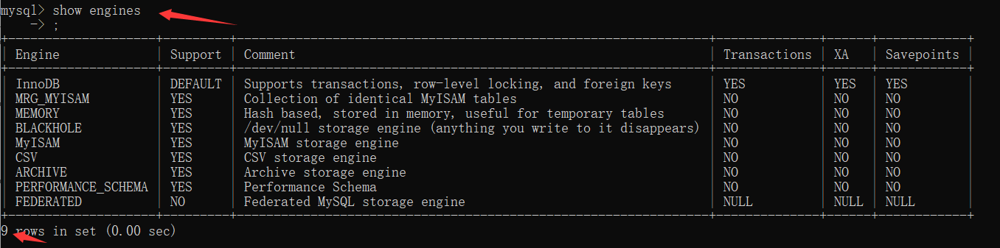 mysql> show engines
    -> ;
+--------------------+---------+----------------------------------------------------------------+--------------+------+------------+
| Engine             | Support | Comment                                                        | Transactions | XA   | Savepoints |
+--------------------+---------+----------------------------------------------------------------+--------------+------+------------+
| InnoDB             | DEFAULT | Supports transactions, row-level locking, and foreign keys     | YES          | YES  | YES        |
| MRG_MYISAM         | YES     | Collection of identical MyISAM tables                          | NO           | NO   | NO         |
| MEMORY             | YES     | Hash based, stored in memory, useful for temporary tables      | NO           | NO   | NO         |
| BLACKHOLE          | YES     | /dev/null storage engine (anything you write to it disappears) | NO           | NO   | NO         |
| MyISAM             | YES     | MyISAM storage engine                                          | NO           | NO   | NO         |
| CSV                | YES     | CSV storage engine                                             | NO           | NO   | NO         |
| ARCHIVE            | YES     | Archive storage engine                                         | NO           | NO   | NO         |
| PERFORMANCE_SCHEMA | YES     | Performance Schema                                             | NO           | NO   | NO         |
| FEDERATED          | NO      | Federated MySQL storage engine                                 | NULL         | NULL | NULL       |
+--------------------+---------+----------------------------------------------------------------+--------------+------+------------+
9 rows in set (0.00 sec)